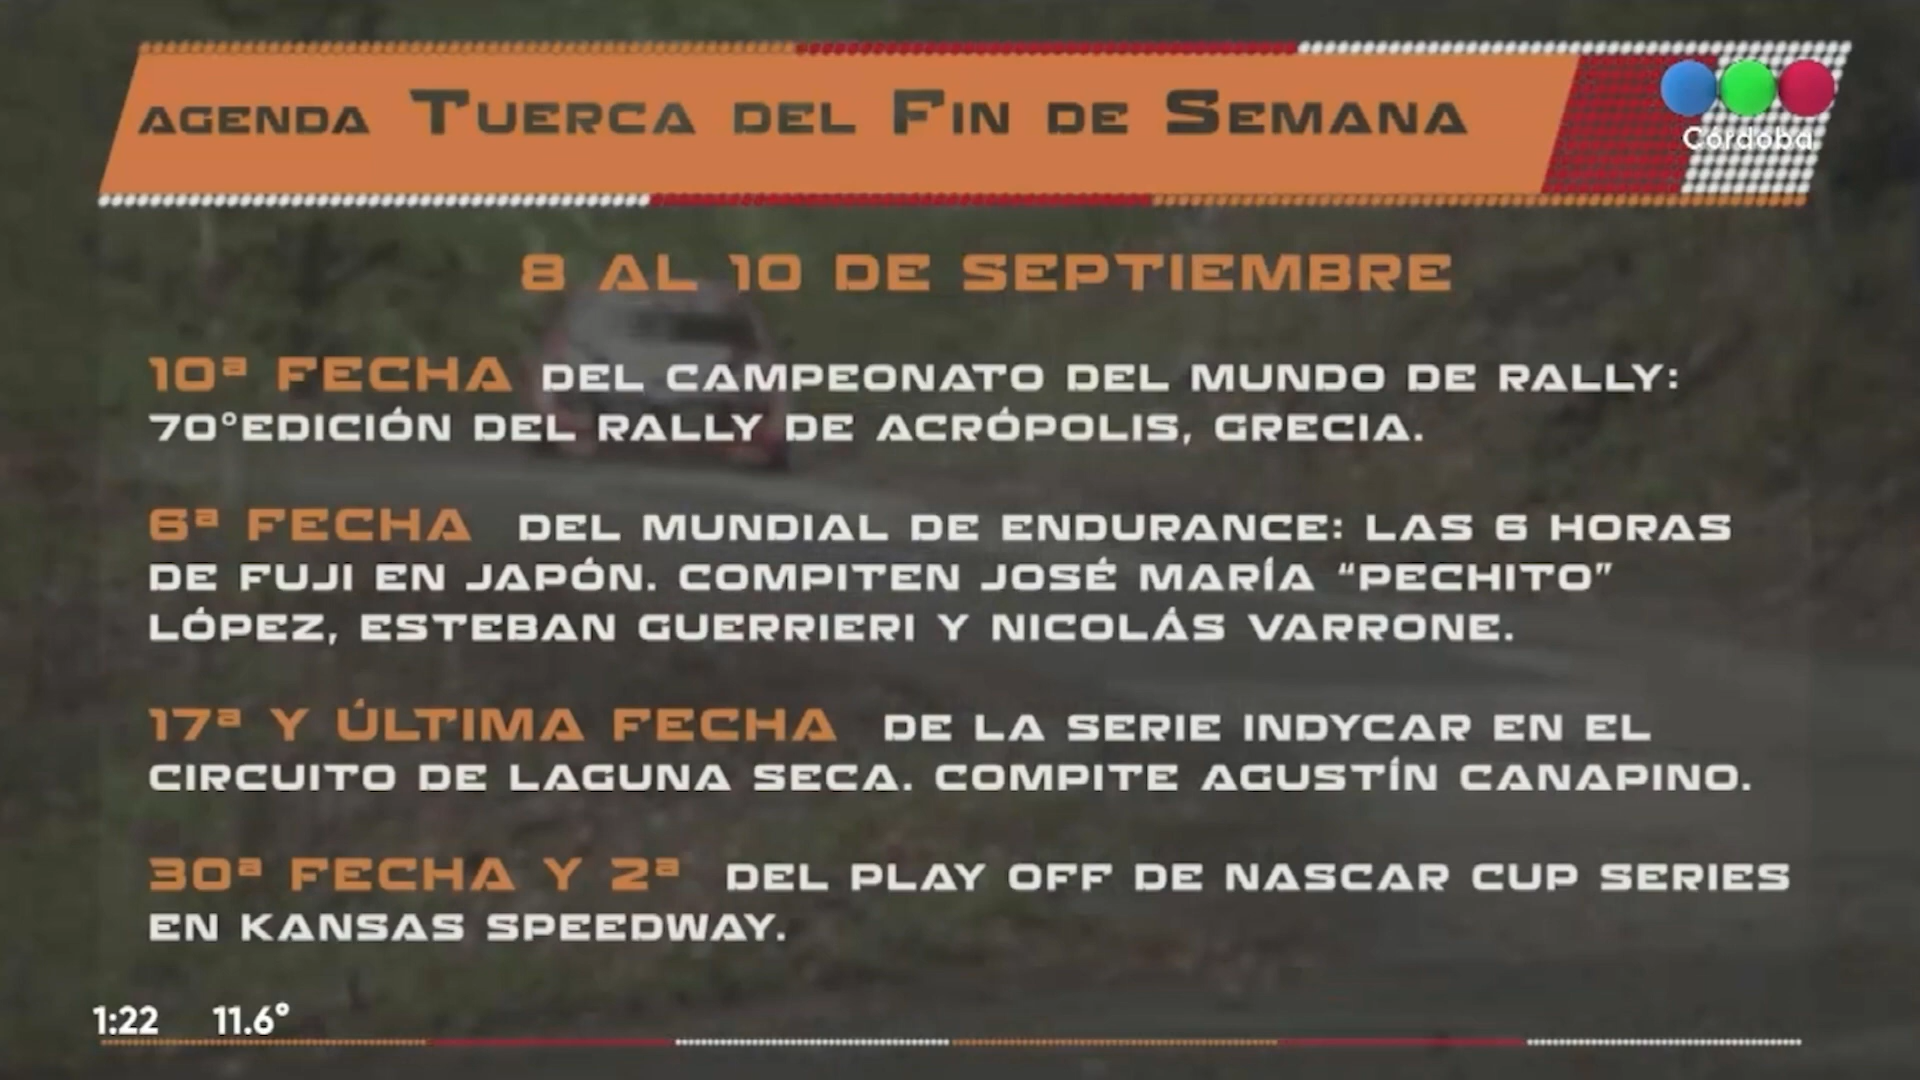 AGENDA TUERCA DEL FIN DE SEMANA
Córdoba
8 AL 10 DE SEPTIEMBRE
10ª FECHA DEL CAMPEONATO DEL MUNDO DE RALLY:
70°EDICIÓN DEL RALLY DE ACRÓPOLIS, GRECIA.
6ª FECHA DEL MUNDIAL DE ENDURANCE: LAS 6 HORAS
DE FUJI EN JAPÓN. COMPITEN JOSÉ MARÍA “PECHITO”
LÓPEZ, ESTEBAN GUERRIERI Y NICOLÁS VARRONE.
17ª Y ÚLTIMA FECHA DE LA SERIE INDYCAR EN EL
CIRCUITO DE LAGUNA SECA. COMPITE AGUSTÍN CANAPINO.
30ª FECHA Y 2ª DEL PLAY OFF DE NASCAR CUP SERIES
EN KANSAS SPEEDWAY.
1:22 11.6°